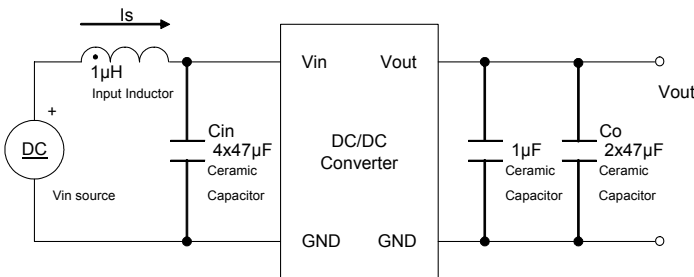 Is
1µH
Input Inductor
+
DC
Vin source
Cin
4x47µF
Ceramic
Capacitor
Vin
Vout
DC/DC
Converter
GND
GND
1µF
Ceramic
Capacitor
Co
2x47µF
Ceramic
Capacitor
Vout